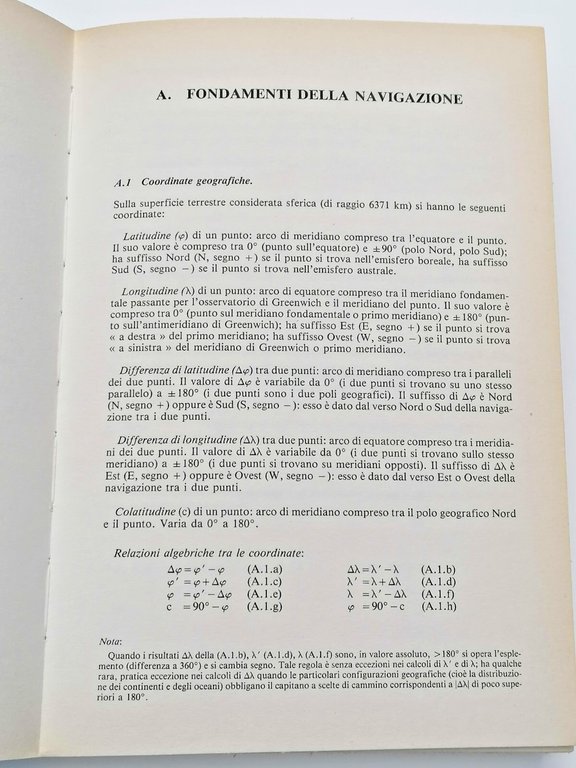 A. FONDAMENTI DELLA NAVIGAZIONE
A.1 Coordinate geografiche.
Sulla superficie terrestre considerata sferica (di raggio 6371 km) si hanno le seguenti
coordinate:
Latitudine (φ) di un punto: arco di meridiano compreso tra l'equatore e il punto.
Il suo valore è compreso tra 0° (punto sull'equatore) e ±90° (polo Nord, polo Sud);
ha suffisso Nord (N, segno +) se il punto si trova nell'emisfero boreale, ha suffisso
Sud (S, segno −) se il punto si trova nell'emisfero australe.
Longitudine (λ) di un punto: arco di equatore compreso tra il meridiano fondamen-
tale passante per l'osservatorio di Greenwich e il meridiano del punto. Il suo valore è
compreso tra 0° (punto sul meridiano fondamentale o primo meridiano) e ±180° (pun-
to sull'antimeridiano di Greenwich); ha suffisso Est (E, segno +) se il punto si trova
« a destra » del primo meridiano; ha suffisso Ovest (W, segno −) se il punto si trova
« a sinistra » del meridiano di Greenwich o primo meridiano.
Differenza di latitudine (Δφ) tra due punti: arco di meridiano compreso tra i paralleli
dei due punti. Il valore di Δφ è variabile da 0° (i due punti si trovano su uno stesso
parallelo) a ±180° (i due punti sono i due poli geografici). Il suffisso di Δφ è Nord
(N, segno +) oppure è Sud (S, segno −): esso è dato dal verso Nord o Sud della naviga-
zione tra i due punti.
Differenza di longitudine (Δλ) tra due punti: arco di equatore compreso tra i meridia-
ni dei due punti. Il valore di Δλ è variabile da 0° (i due punti si trovano sullo stesso
meridiano) a ±180° (i due punti si trovano su meridiani opposti). Il suffisso di Δλ è
Est (E, segno +) oppure è Ovest (W, segno −): esso è dato dal verso Est o Ovest della
navigazione tra i due punti.
Colatitudine (c) di un punto: arco di meridiano compreso tra il polo geografico Nord
e il punto. Varia da 0° a 180°.
Relazioni algebriche tra le coordinate:
Δφ = φ′ − φ (A.1.a) Δλ = λ′ − λ (A.1.b)
φ′ = φ + Δφ (A.1.c) λ′ = λ + Δλ (A.1.d)
φ = φ′ − Δφ (A.1.e) λ = λ′ − Δλ (A.1.f)
c = 90° − φ (A.1.g) φ = 90° − c (A.1.h)
Nota:
Quando i risultati Δλ della (A.1.b), λ′ (A.1.d), λ (A.1.f) sono, in valore assoluto, >180° si opera l'esple-
mento (differenza a 360°) e si cambia segno. Tale regola è senza eccezioni nei calcoli di λ′ e di λ; ha qualche
rara, pratica eccezione nei calcoli di Δλ quando le particolari configurazioni geografiche (cioè la distribuzio-
ne dei continenti e degli oceani) obbligano il capitano a scelte di cammino corrispondenti a |Δλ| di poco supe-
riori a 180°.